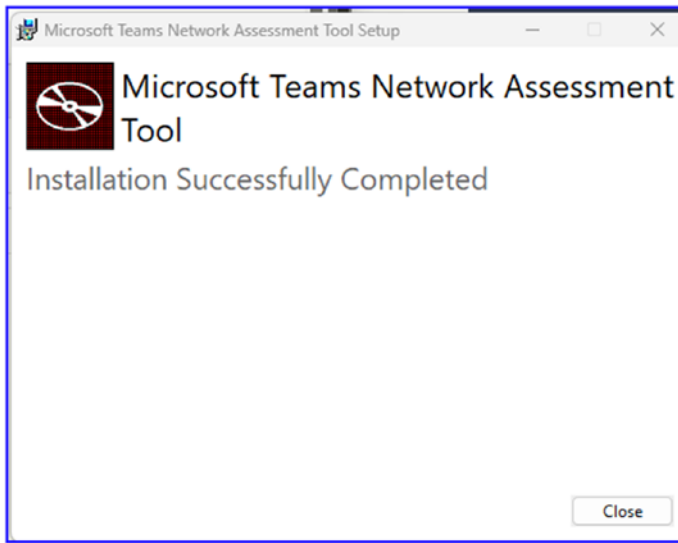 Microsoft Teams Network Assessment Tool Setup
Microsoft Teams Network Assessment
Tool
Installation Successfully Completed
Close